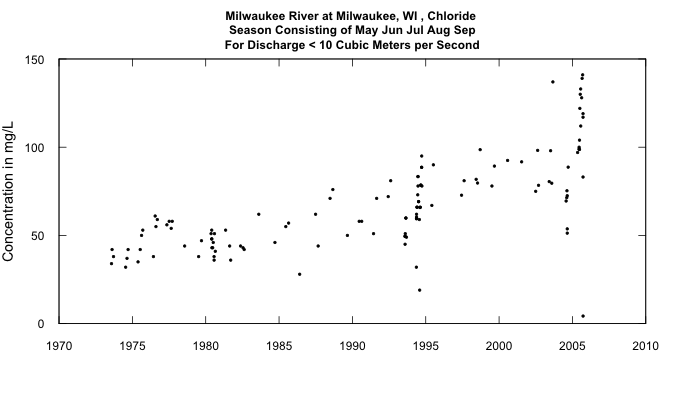 Milwaukee River at Milwaukee, WI , Chloride
Season Consisting of May Jun Jul Aug Sep
For Discharge < 10 Cubic Meters per Second
Concentration in mg/L
150
100
50
0
1970 1975 1980 1985 1990 1995 2000 2005 2010